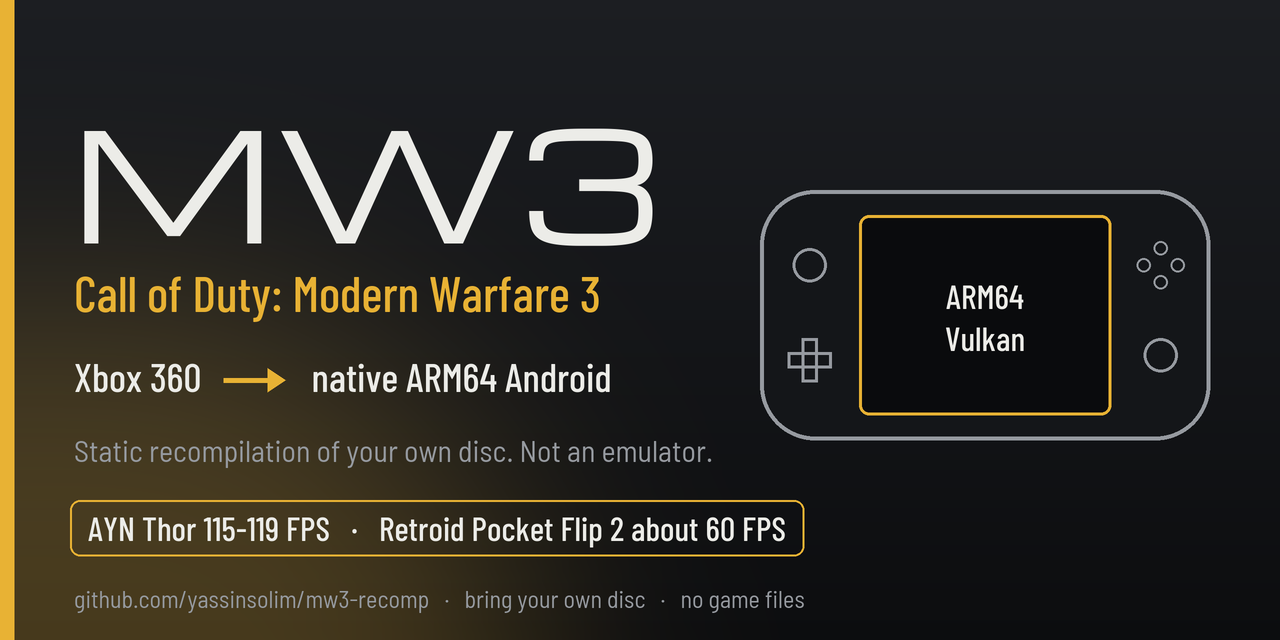 MW3
Call of Duty: Modern Warfare 3
Xbox 360 → native ARM64 Android
Static recompilation of your own disc. Not an emulator.
AYN Thor 115-119 FPS · Retroid Pocket Flip 2 about 60 FPS
github.com/yassinsolim/mw3-recomp · bring your own disc · no game files
ARM64
Vulkan